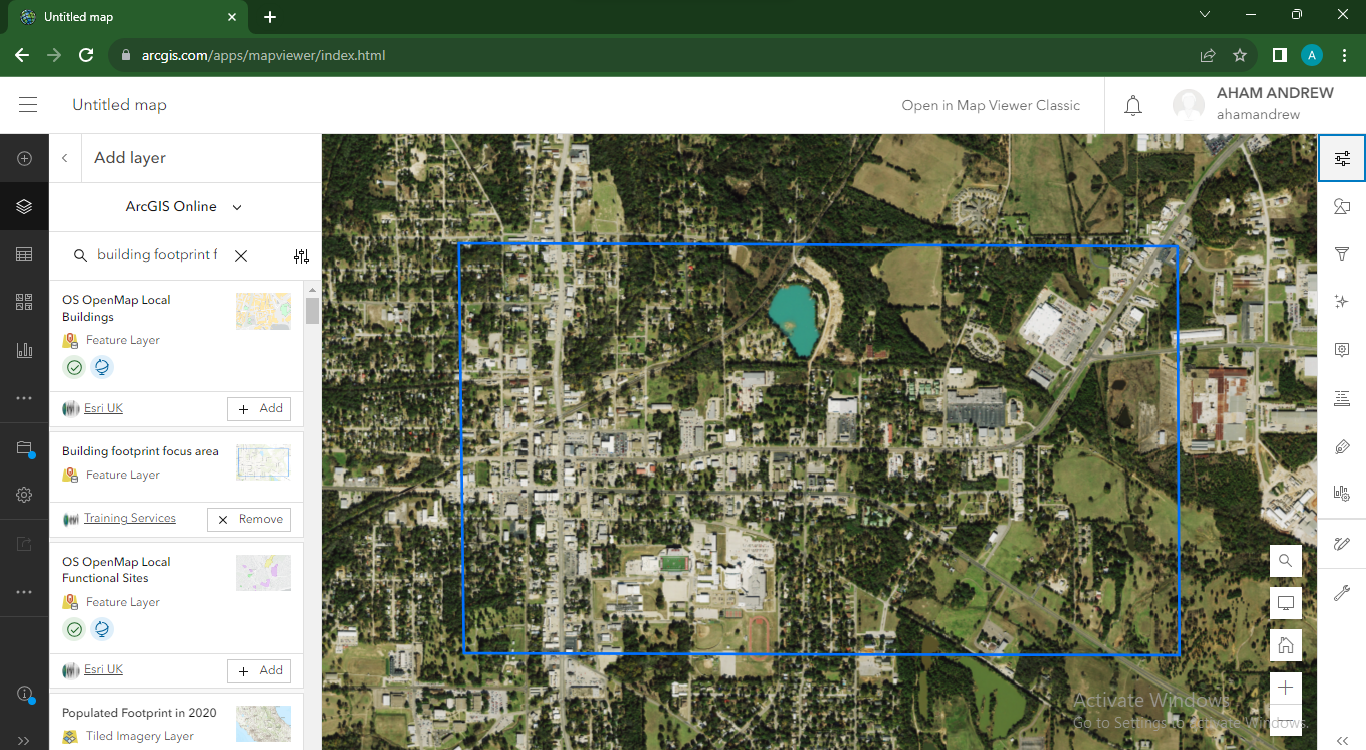 Untitled map
arcgis.com/apps/mapviewer/index.html
A
Untitled map
Open in Map Viewer Classic
AHAM ANDREW
ahamandrew
Add layer
ArcGIS Online
building footprint f
OS OpenMap Local
Buildings
Feature Layer
Esri UK
Add
Building footprint focus area
Feature Layer
Training Services
Remove
OS OpenMap Local
Functional Sites
Feature Layer
Esri UK
Add
Populated Footprint in 2020
Tiled Imagery Layer
Activate Windows
Go to Settings to activate Windows.